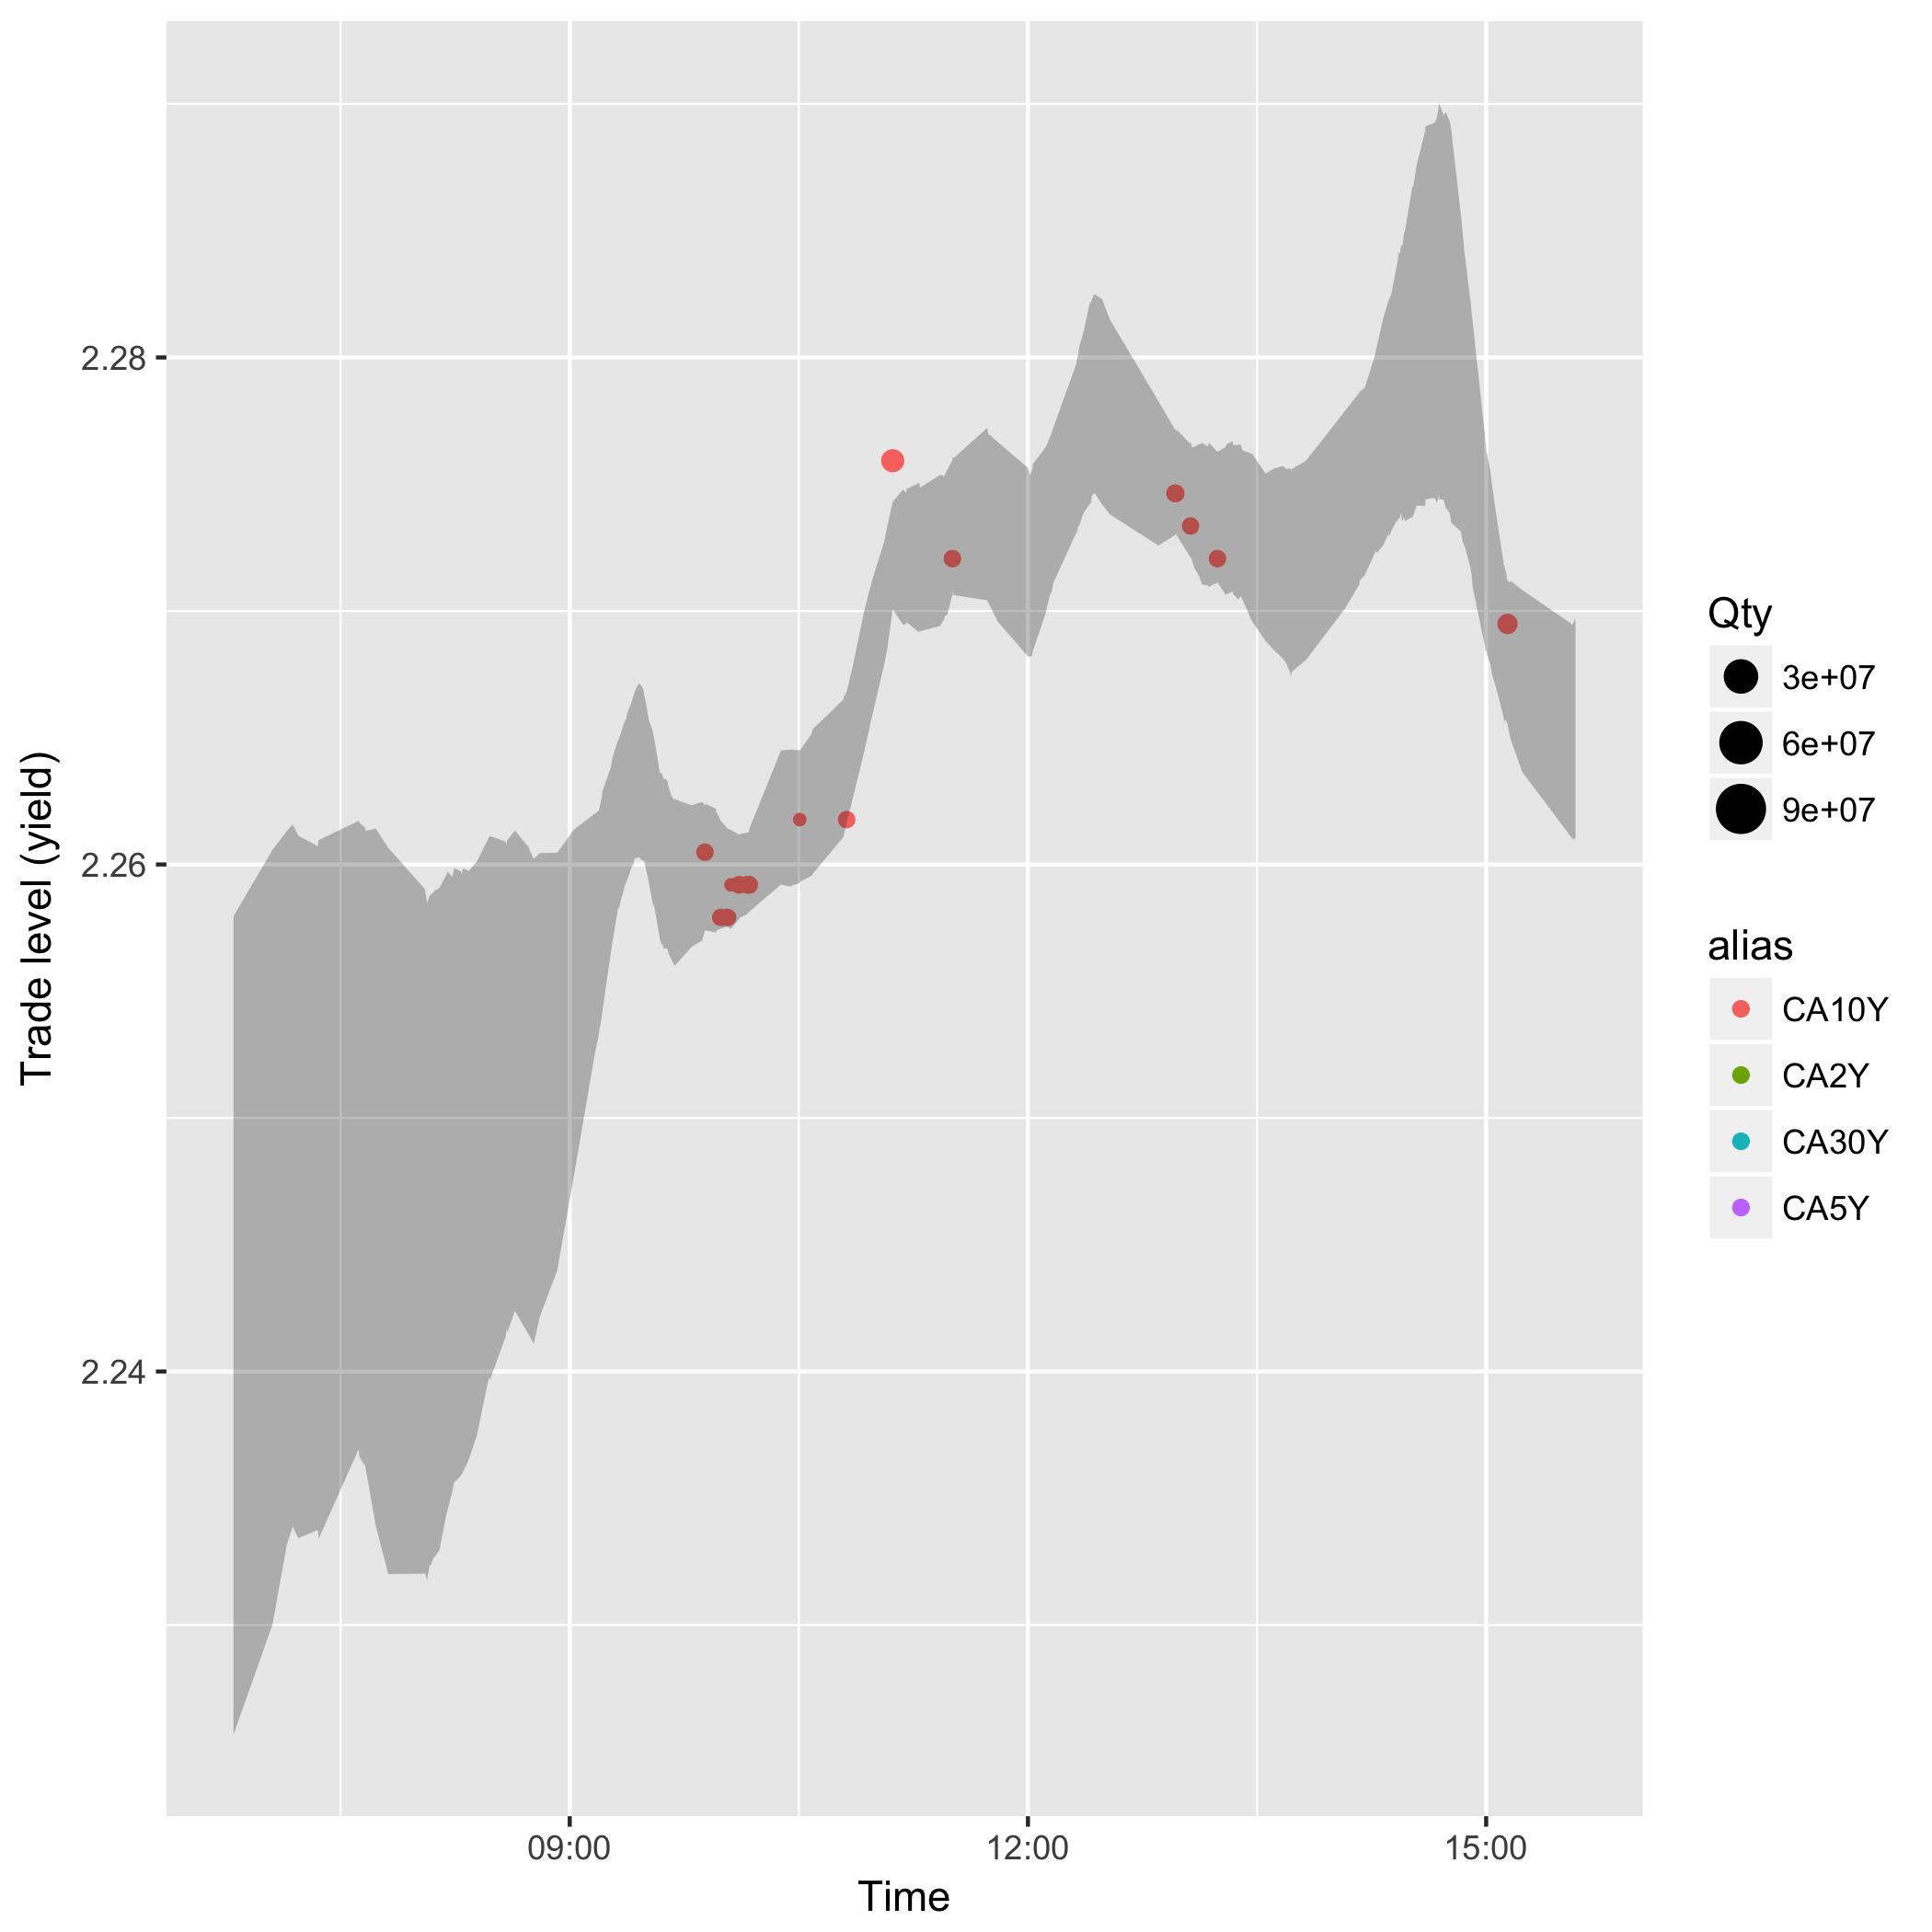 Trade level (yield)
2.28
2.26
2.24
09:00
12:00
15:00
Time
Qty
3e+07
6e+07
9e+07
alias
CA10Y
CA2Y
CA30Y
CA5Y